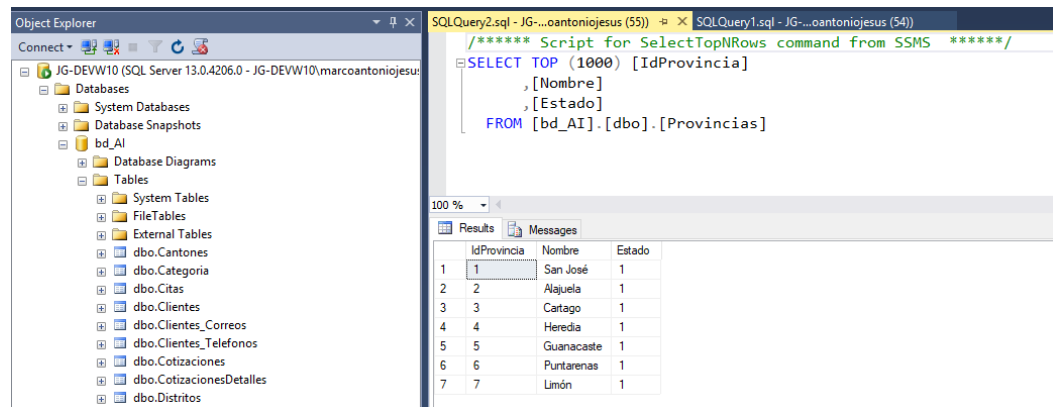 Object Explorer
Connect
JG-DEVW10 (SQL Server 13.0.4206.0 - JG-DEVW10\marcoantoniojesu
Databases
System Databases
Database Snapshots
bd_AI
Database Diagrams
Tables
System Tables
FileTables
External Tables
dbo.Cantones
dbo.Categoria
dbo.Citas
dbo.Clientes
dbo.Clientes_Correos
dbo.Clientes_Telefonos
dbo.Cotizaciones
dbo.CotizacionesDetalles
dbo.Distritos
SQLQuery2.sql - JG-...oantoniojesus (55)) SQLQuery1.sql - JG-...oantoniojesus (54))
/****** Script for SelectTopNRows command from SSMS ******/
SELECT TOP (1000) [IdProvincia]
,[Nombre]
,[Estado]
FROM [bd_AI].[dbo].[Provincias]
100 %
Results Messages
IdProvincia Nombre Estado
1 1 San José 1
2 2 Alajuela 1
3 3 Cartago 1
4 4 Heredia 1
5 5 Guanacaste 1
6 6 Puntarenas 1
7 7 Limón 1